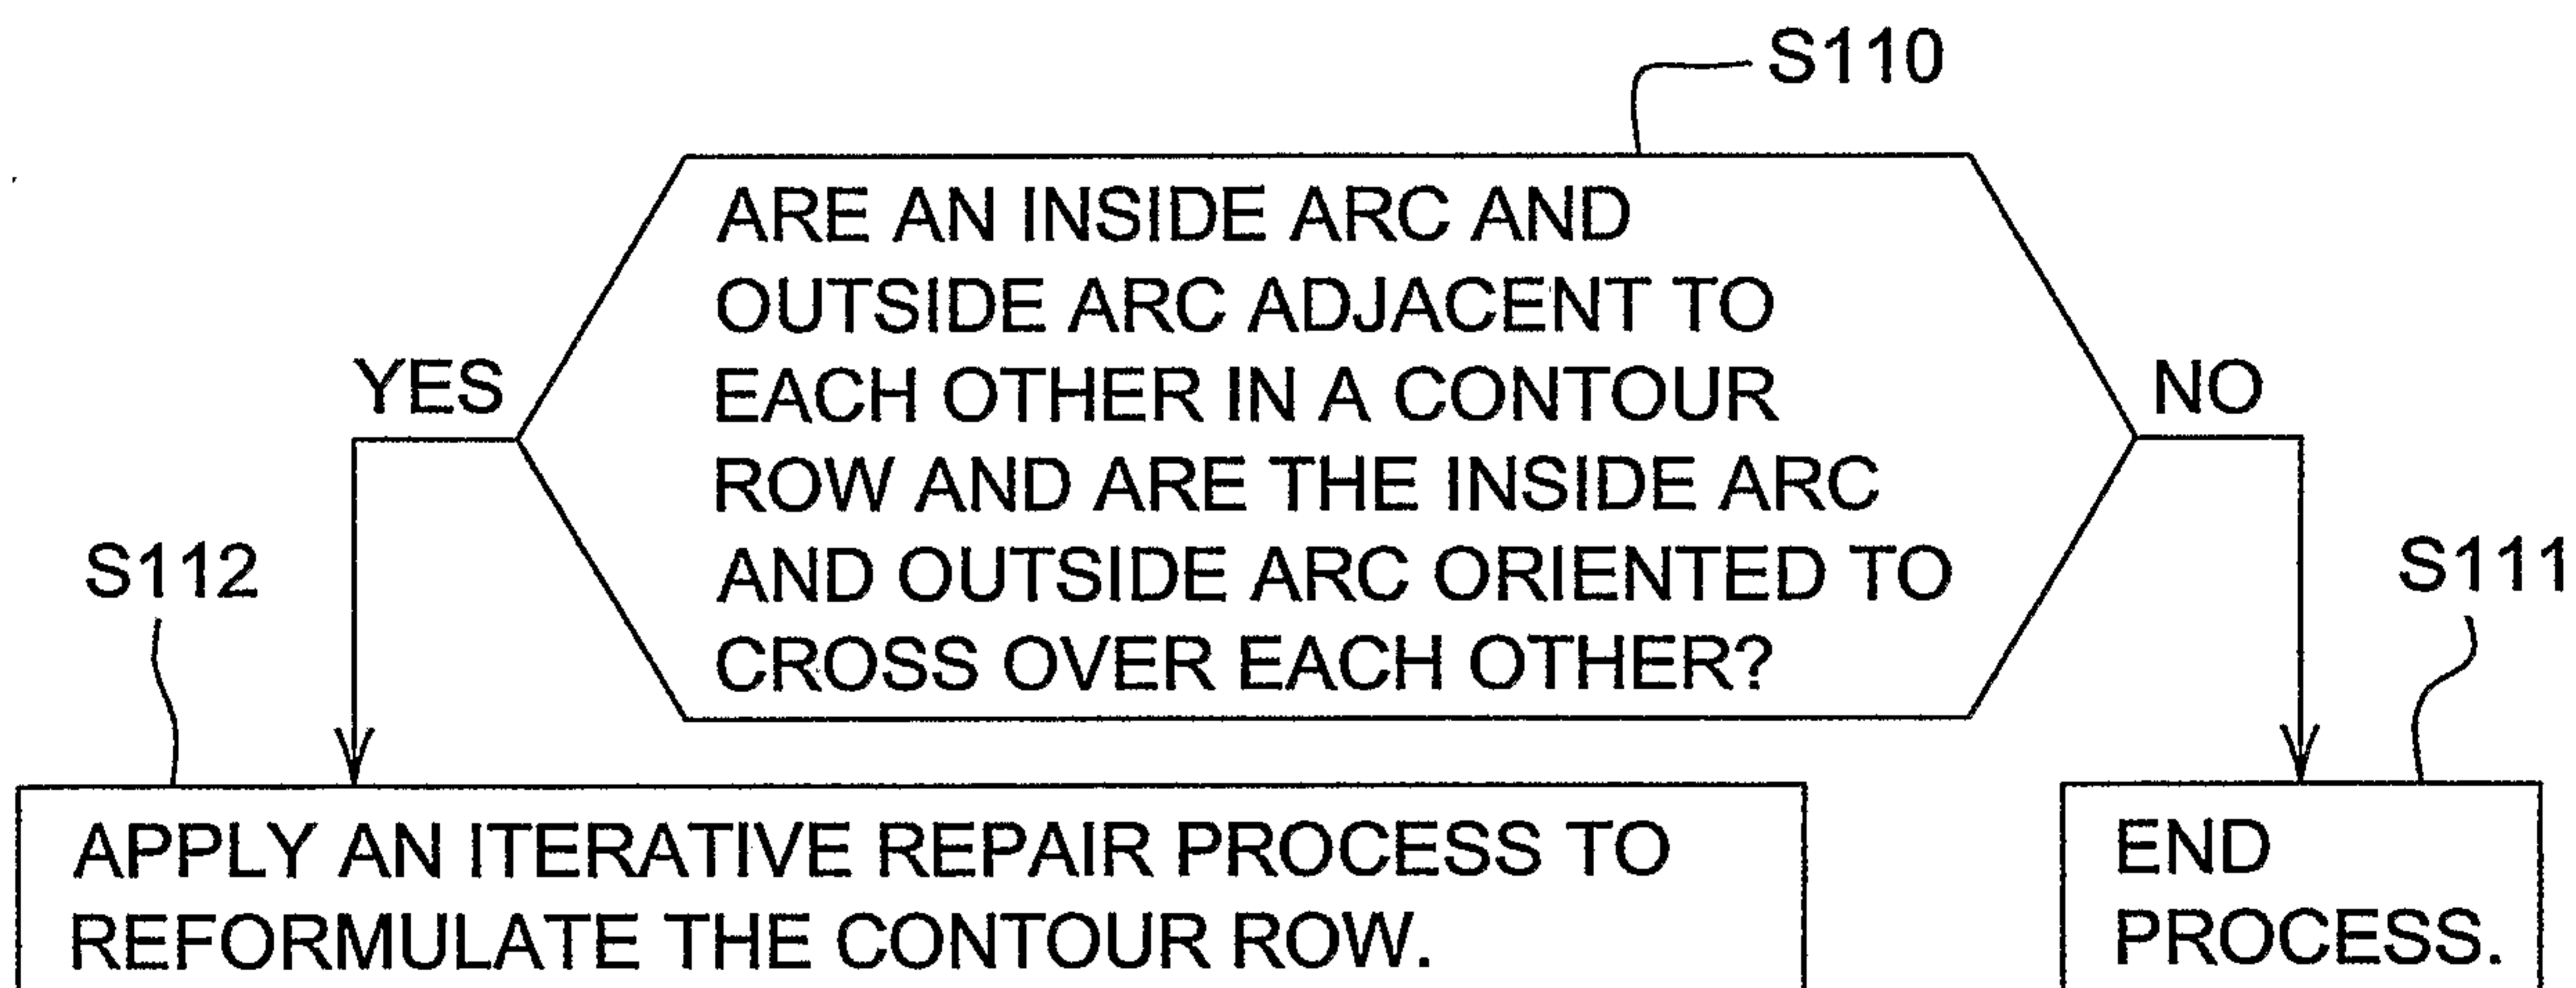 S110
ARE AN INSIDE ARC AND
OUTSIDE ARC ADJACENT TO
EACH OTHER IN A CONTOUR
ROW AND ARE THE INSIDE ARC
AND OUTSIDE ARC ORIENTED TO
CROSS OVER EACH OTHER?
YES
NO
S112
S111
APPLY AN ITERATIVE REPAIR PROCESS TO
REFORMULATE THE CONTOUR ROW.
END
PROCESS.